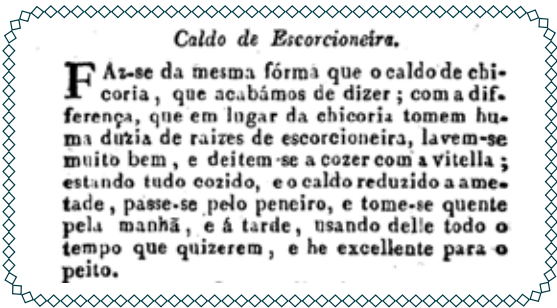 Caldo de Escorcioneira.
FAz-se da mesma fórma que o caldo de chi-
coria, que acabámos de dizer; com a dif-
ferença, que em lugar da chicoria tomem hu-
ma duzia de raizes de escorcioneira, lavem-se
muito bem, e deitem-se a cozer com a vitella;
estando tudo cozido, e o caldo reduzido a ame-
tade, passe-se pelo peneiro, e tome-se quente
pela manhã, e á tarde, usando delle todo o
tempo que quizerem, e he excellente para o
peito.